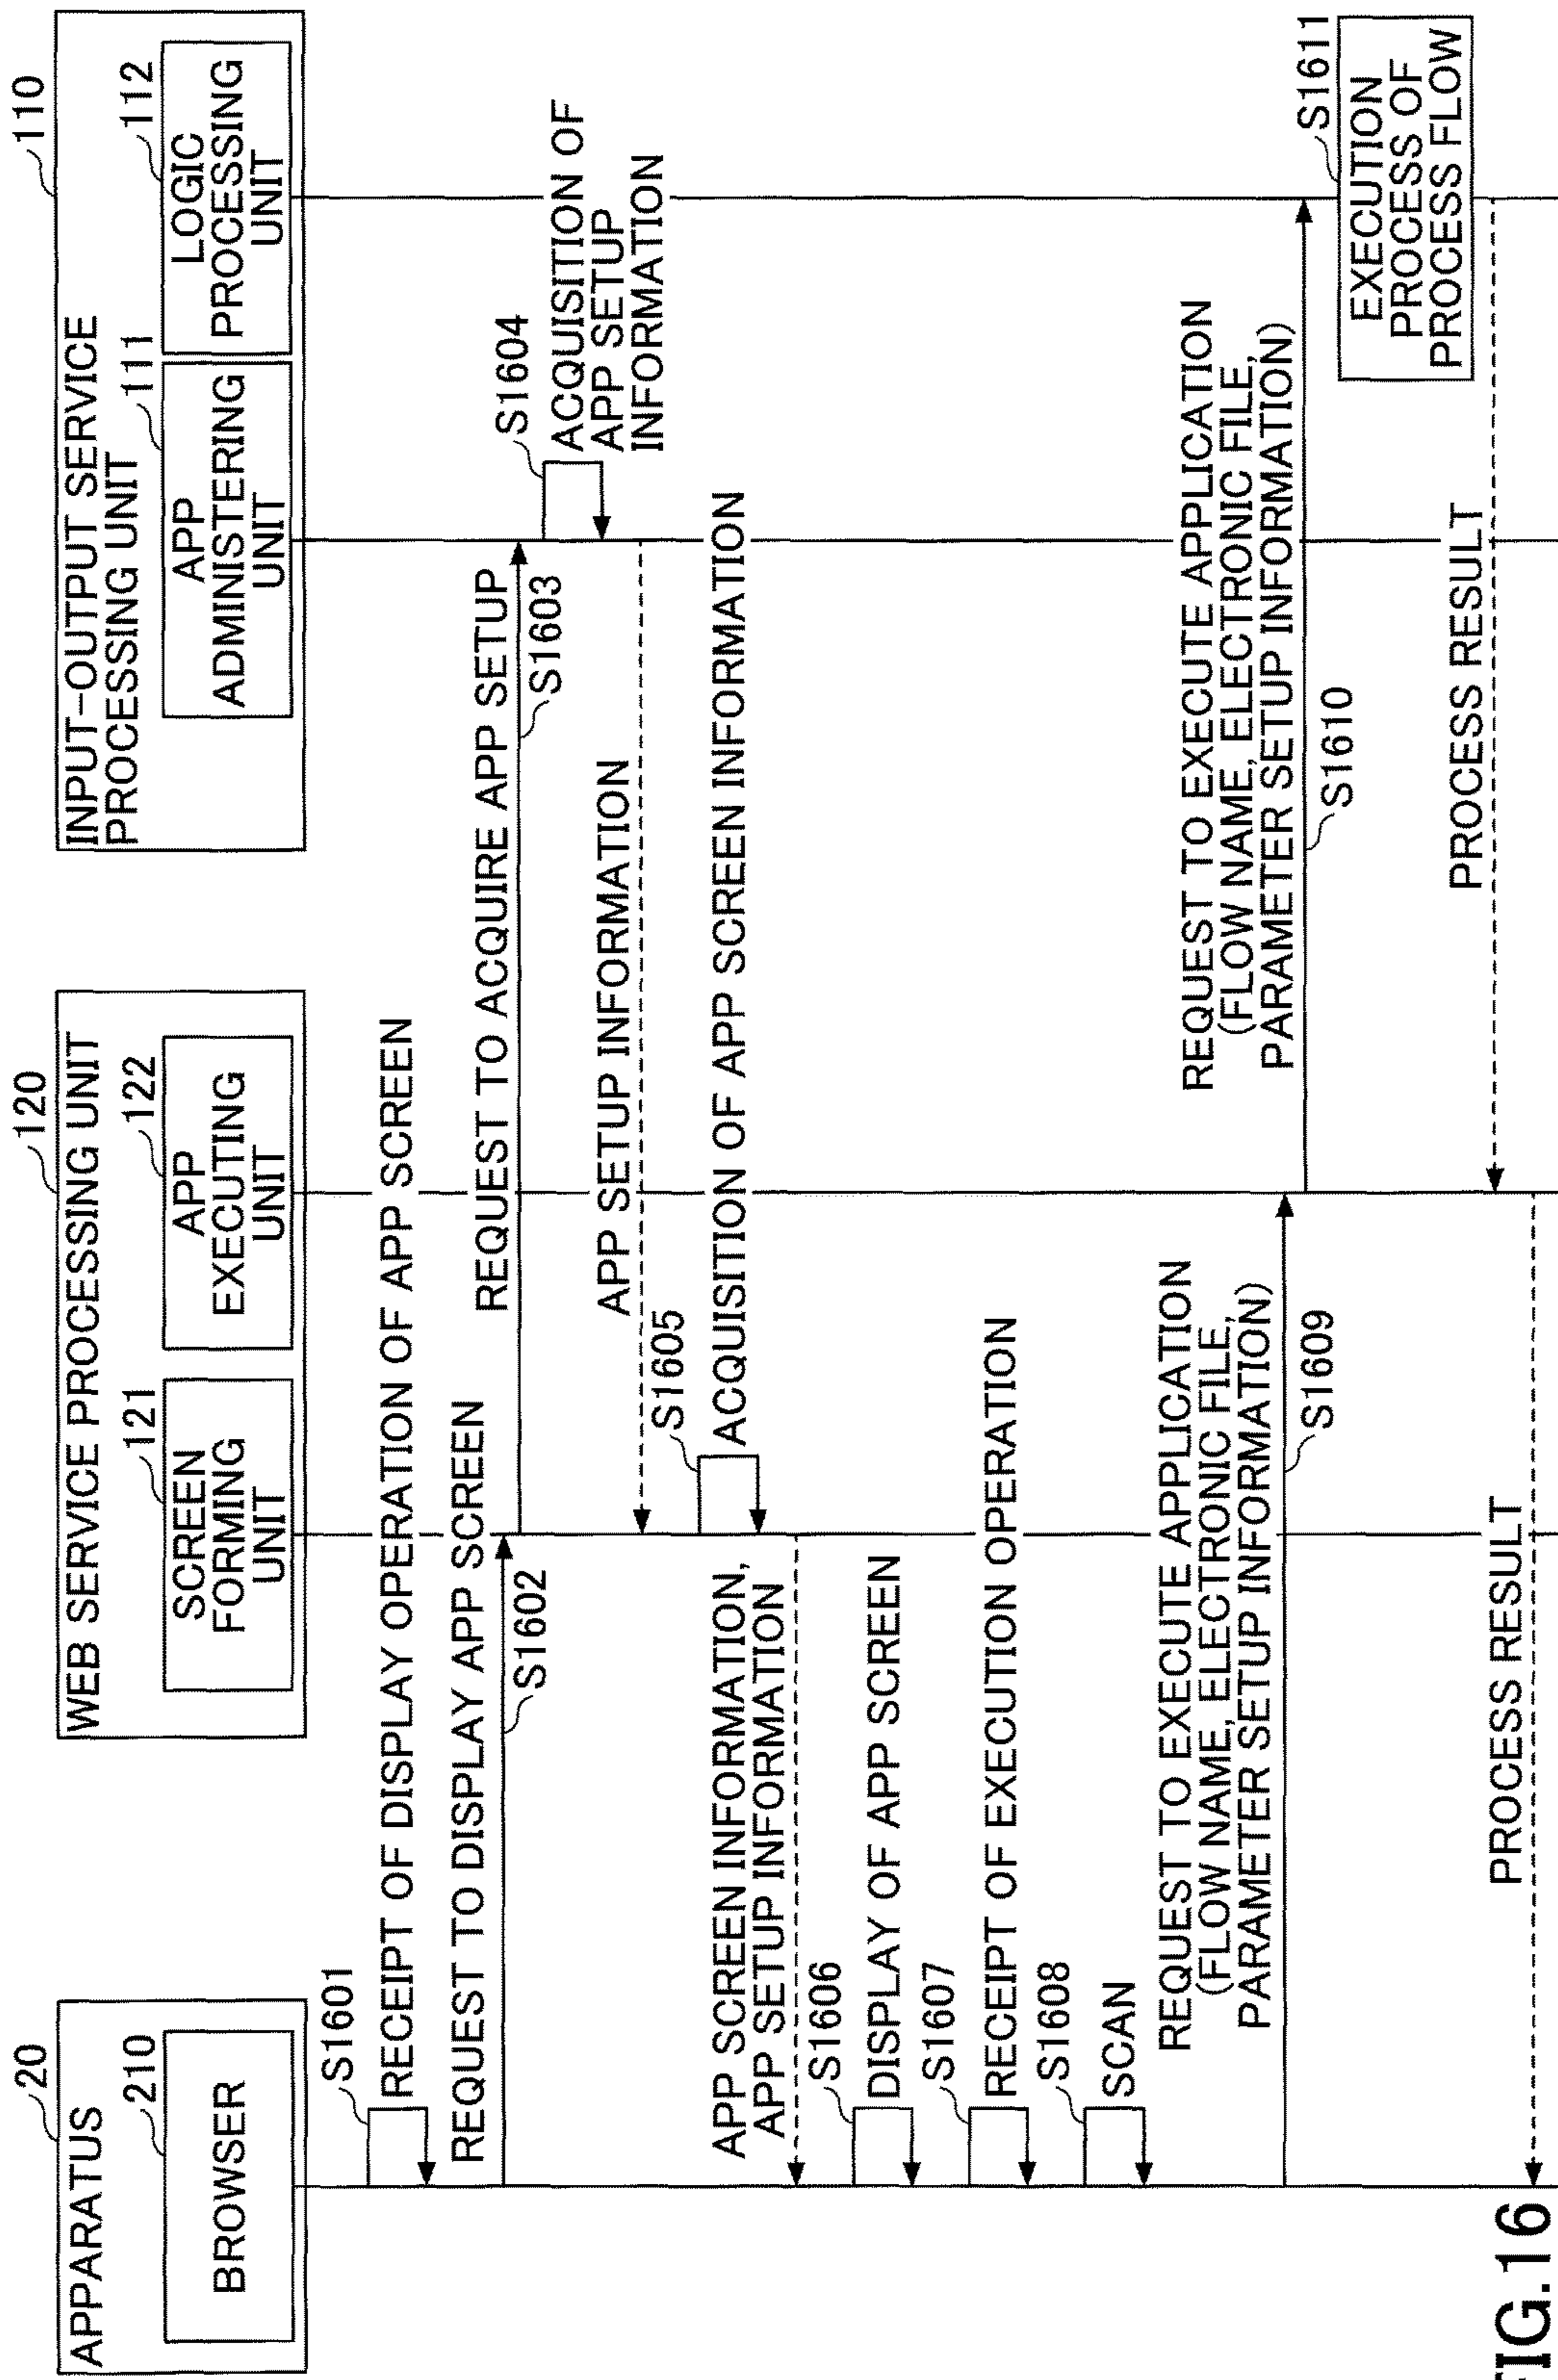 20
APPARATUS
210
BROWSER
120
WEB SERVICE PROCESSING UNIT
121
SCREEN
FORMING
UNIT
122
APP
EXECUTING
UNIT
110
INPUT-OUTPUT SERVICE
PROCESSING UNIT
111
APP
ADMINISTERING
UNIT
112
LOGIC
PROCESSING
UNIT
S1601
RECEIPT OF DISPLAY OPERATION OF APP SCREEN
REQUEST TO DISPLAY APP SCREEN
S1602
REQUEST TO ACQUIRE APP SETUP
S1603
S1604
ACQUISITION OF
APP SETUP
INFORMATION
APP SETUP INFORMATION
S1605
ACQUISITION OF APP SCREEN INFORMATION
APP SCREEN INFORMATION,
APP SETUP INFORMATION
S1606
DISPLAY OF APP SCREEN
S1607
RECEIPT OF EXECUTION OPERATION
S1608
SCAN
REQUEST TO EXECUTE APPLICATION
(FLOW NAME, ELECTRONIC FILE,
PARAMETER SETUP INFORMATION)
S1609
REQUEST TO EXECUTE APPLICATION
(FLOW NAME, ELECTRONIC FILE,
PARAMETER SETUP INFORMATION)
S1610
S1611
EXECUTION
PROCESS OF
PROCESS FLOW
PROCESS RESULT
PROCESS RESULT
FIG.16